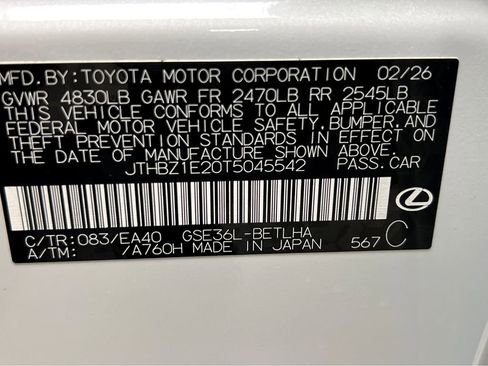 MFD. BY: TOYOTA MOTOR CORPORATION 02/26
GVWR 4830LB GAWR FR 2470LB RR 2545LB
THIS VEHICLE CONFORMS TO ALL APPLICABLE
FEDERAL MOTOR VEHICLE SAFETY, BUMPER, AND
THEFT PREVENTION STANDARDS IN EFFECT ON
THE DATE OF MANUFACTURE SHOWN ABOVE.
JTHBZ1E20T5045542 PASS. CAR
C/TR: 083/EA40 GSE36L-BETLHA
A/TM: /A760H MADE IN JAPAN 567 C